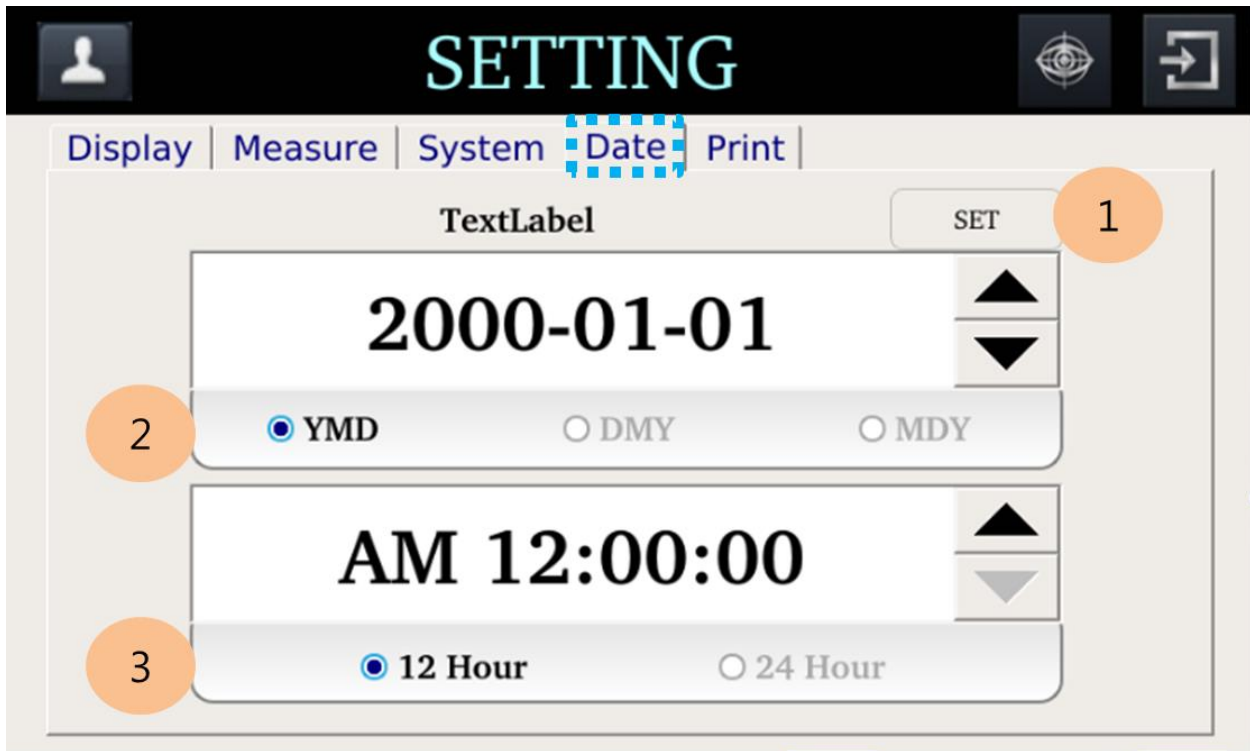 SETTING
Display Measure System Date Print
TextLabel SET 1
2000-01-01
2 YMD DMY MDY
AM 12:00:00
3 12 Hour 24 Hour